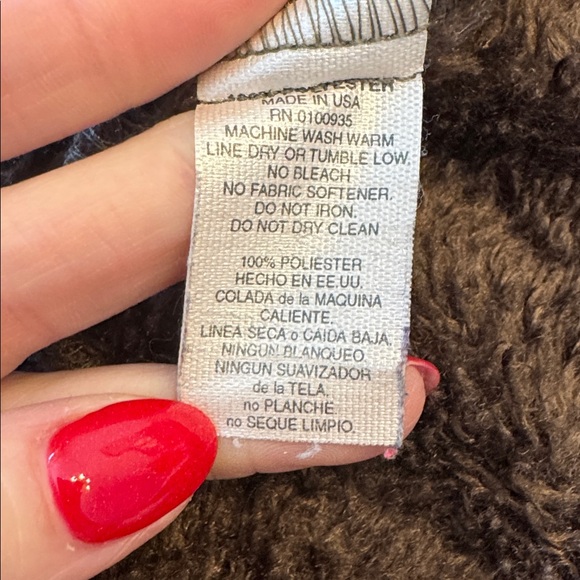 MADE IN USA
RN 0100935
MACHINE WASH WARM
LINE DRY OR TUMBLE LOW.
NO BLEACH
NO FABRIC SOFTENER.
DO NOT IRON.
DO NOT DRY CLEAN
100% POLIESTER
HECHO EN EE.UU.
COLADA de la MAQUINA
CALIENTE.
LINEA SECA o CAIDA BAJA.
NINGUN BLANQUEO.
NINGUN SUAVIZADOR
de la TELA.
no PLANCHE
no SEQUE LIMPIO.